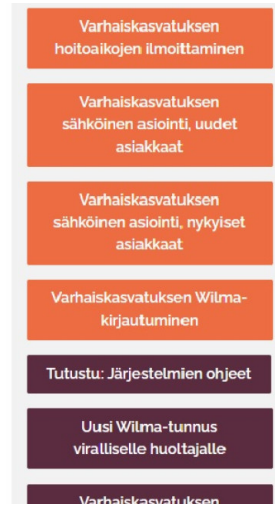 Varhaiskasvatuksen
hoitoaikojen ilmoittaminen
Varhaiskasvatuksen
sähköinen asiointi, uudet
asiakkaat
Varhaiskasvatuksen
sähköinen asiointi, nykyiset
asiakkaat
Varhaiskasvatuksen Wilma-
kirjautuminen
Tutustu: Järjestelmien ohjeet
Uusi Wilma-tunnus
viralliselle huoltajalle
Varhaiskasvatuksen